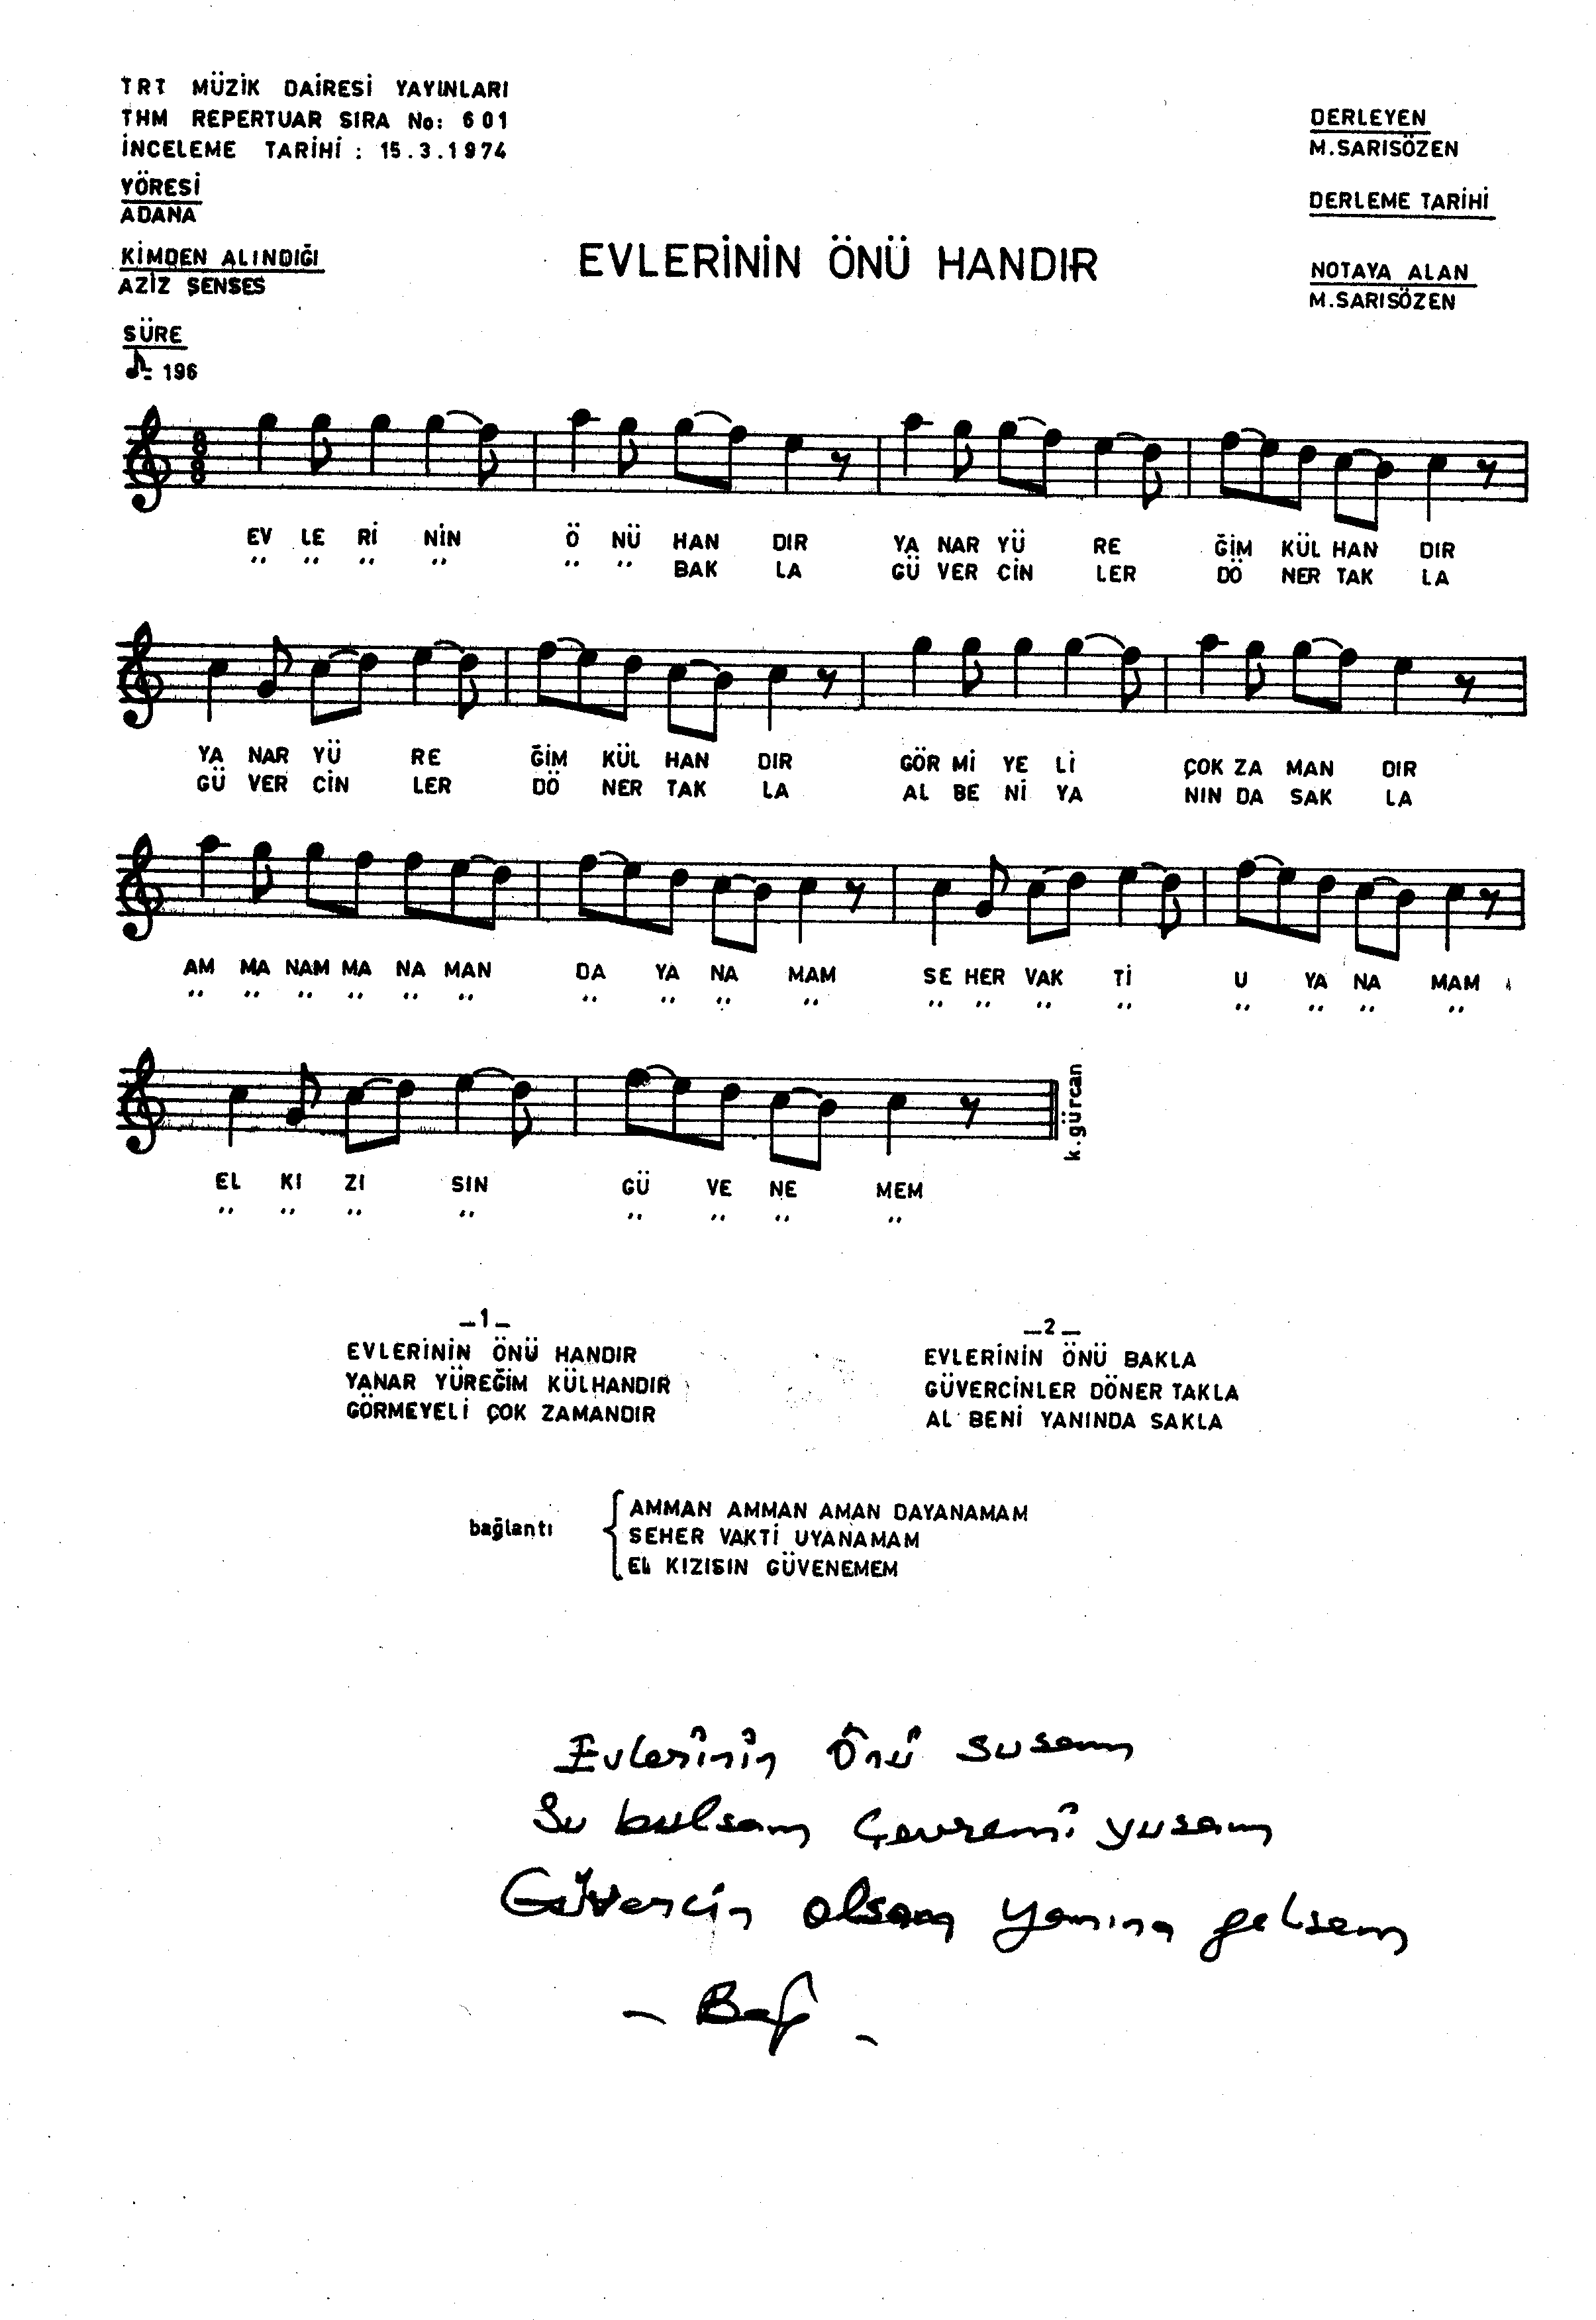 TRT MÜZİK DAİRESİ YAYINLARI
THM REPERTUAR SIRA No: 601
İNCELEME TARİHİ : 15.3.1974
YÖRESİ
ADANA
KİMDEN ALINDIĞI
AZİZ ŞENSES
SÜRE
♪= 196
EVLERİNİN ÖNÜ HANDIR
DERLEYEN
M.SARISÖZEN
DERLEME TARİHİ
NOTAYA ALAN
M.SARISÖZEN
8
8
EV LE Rİ NİN Ö NÜ HAN DIR YA NAR YÜ RE ĞİM KÜL HAN DIR
,, ,, ,, ,, ,, ,, BAK LA GÜ VER CİN LER DÖ NER TAK LA
YA NAR YÜ RE ĞİM KÜL HAN DIR GÖR Mİ YE Lİ ÇOK ZA MAN DIR
GÜ VER CİN LER DÖ NER TAK LA AL BE Nİ YA NIN DA SAK LA
AM MA NAM MA NA MAN DA YA NA MAM SE HER VAK Tİ U YA NA MAM
,, ,, ,, ,, ,, ,, ,, ,, ,, ,, ,, ,, ,, ,, ,, ,, ,, ,,
EL KI ZI SIN GÜ VE NE MEM
,, ,, ,, ,, ,, ,, ,, ,,
k.gürcan
_1_
EVLERİNİN ÖNÜ HANDIR
YANAR YÜREĞİM KÜLHANDIR
GÖRMEYELİ ÇOK ZAMANDIR
_2_
EVLERİNİN ÖNÜ BAKLA
GÜVERCİNLER DÖNER TAKLA
AL BENİ YANINDA SAKLA
bağlantı
AMMAN AMMAN AMAN DAYANAMAM
SEHER VAKTİ UYANAMAM
EL KIZISIN GÜVENEMEM
Evlerinin Önü susam
Su bulsam Çevremi yusam
Güvercin olsam yanına gelsem
- Bağ -